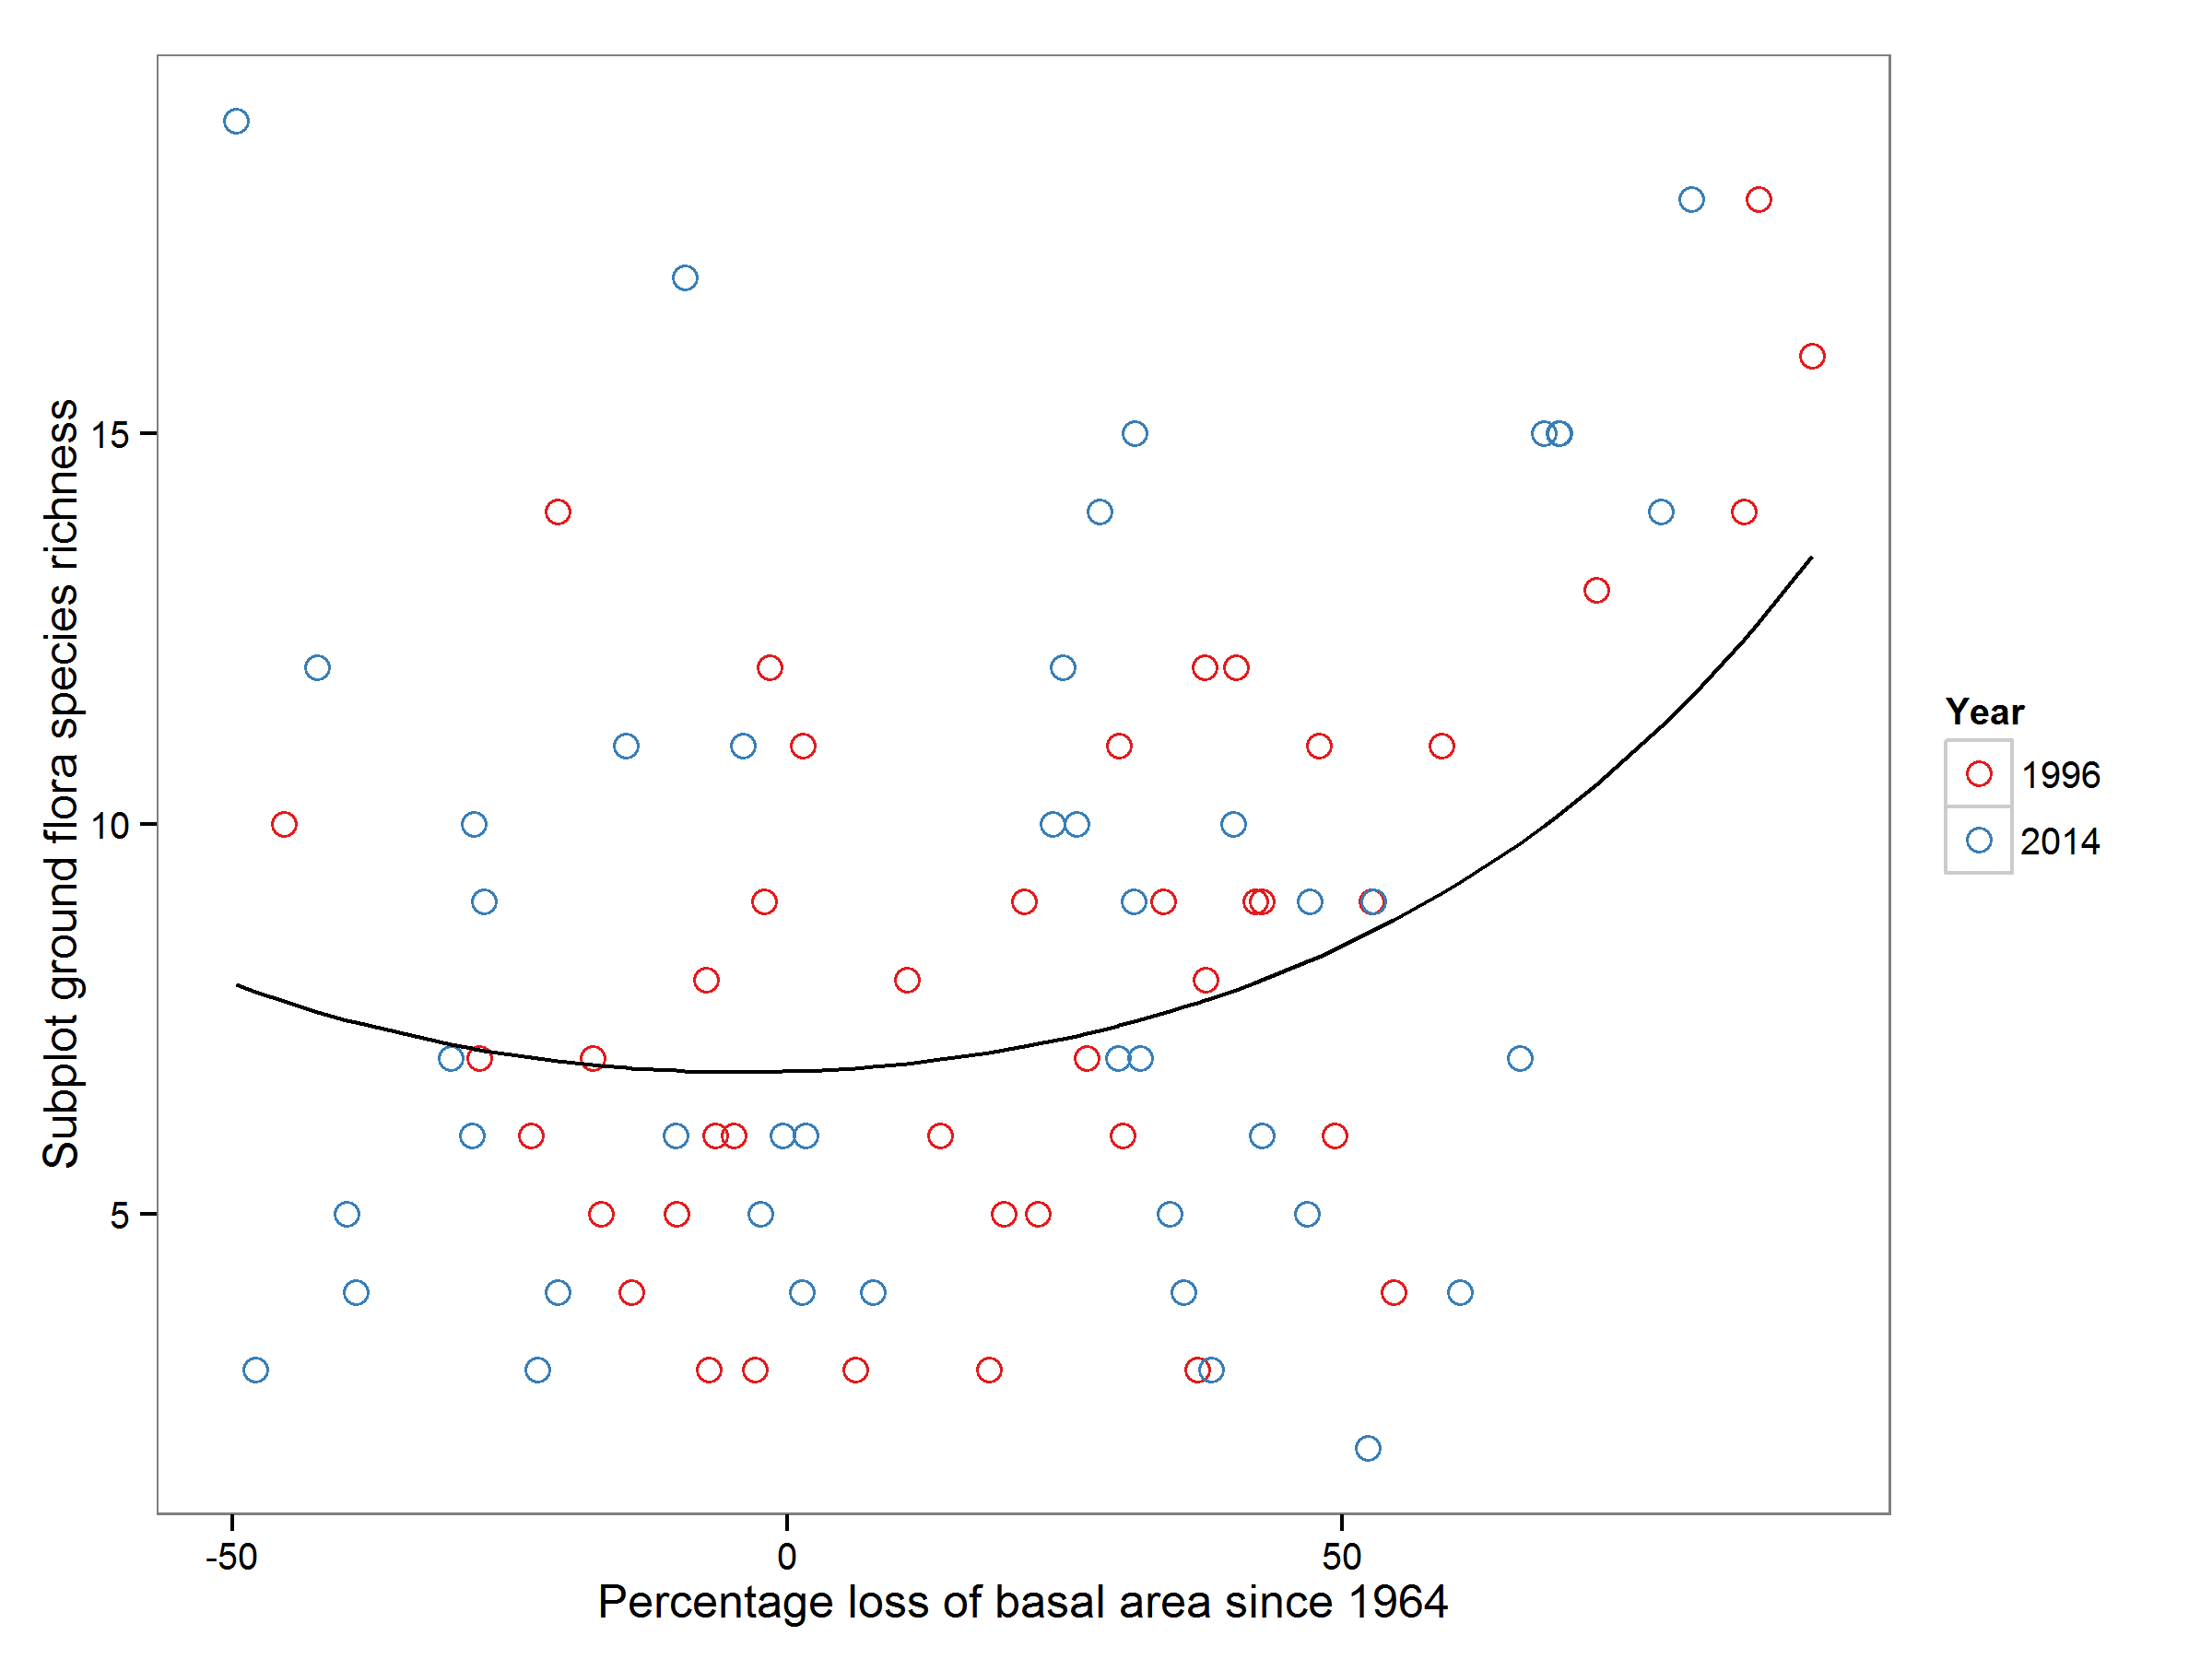 Subplot ground flora species richness
15
10
5
-50
0
50
Percentage loss of basal area since 1964
Year
1996
2014